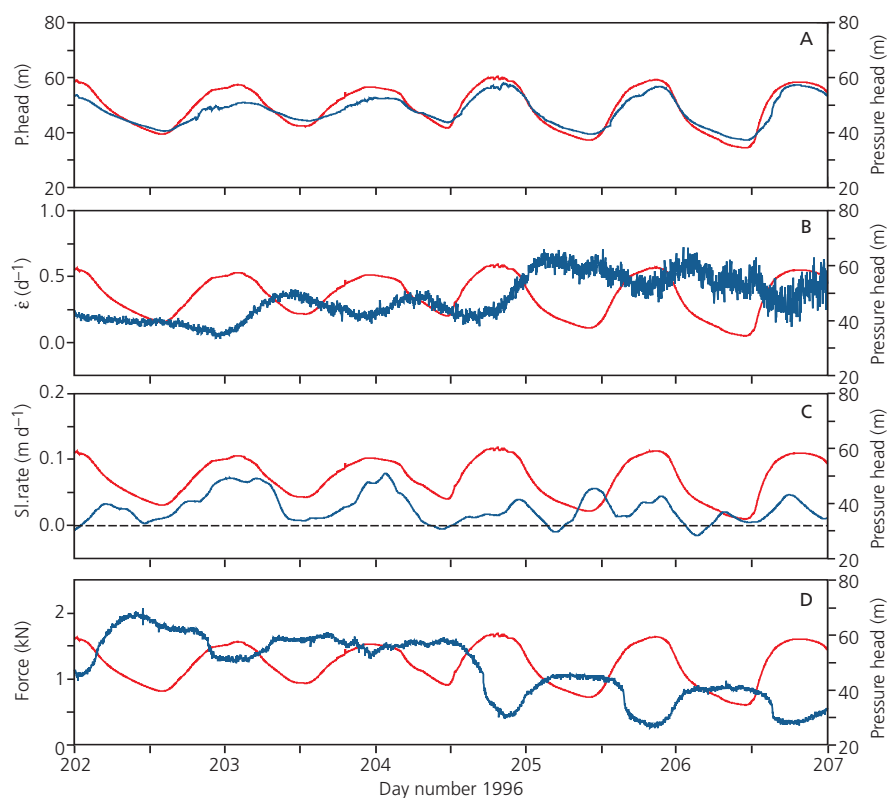 A
P.head (m)
80
60
40
20
80
60
40
20
Pressure head (m)
B
ε̇ (d⁻¹)
1.0
0.5
0.0
80
60
40
20
Pressure head (m)
C
Sl.rate (m d⁻¹)
0.2
0.1
0.0
80
60
40
20
Pressure head (m)
D
Force (kN)
2
1
0
80
60
40
20
Pressure head (m)
202 203 204 205 206 207
Day number 1996